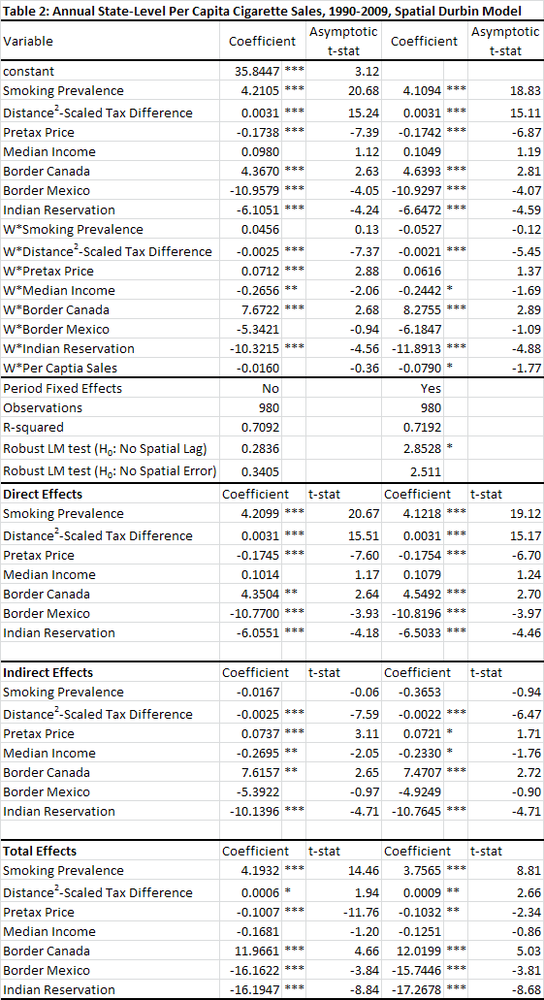 Table 2: Annual State-Level Per Capita Cigarette Sales, 1990-2009, Spatial Durbin Model
Variable Coefficient Asymptotic t-stat Coefficient Asymptotic t-stat
constant 35.8447 *** 3.12
Smoking Prevalence 4.2105 *** 20.68 4.1094 *** 18.83
Distance²-Scaled Tax Difference 0.0031 *** 15.24 0.0031 *** 15.11
Pretax Price -0.1738 *** -7.39 -0.1742 *** -6.87
Median Income 0.0980 1.12 0.1049 1.19
Border Canada 4.3670 *** 2.63 4.6393 *** 2.81
Border Mexico -10.9579 *** -4.05 -10.9297 *** -4.07
Indian Reservation -6.1051 *** -4.24 -6.6472 *** -4.59
W*Smoking Prevalence 0.0456 0.13 -0.0527 -0.12
W*Distance²-Scaled Tax Difference -0.0025 *** -7.37 -0.0021 *** -5.45
W*Pretax Price 0.0712 *** 2.88 0.0616 1.37
W*Median Income -0.2656 ** -2.06 -0.2442 * -1.69
W*Border Canada 7.6722 *** 2.68 8.2755 *** 2.89
W*Border Mexico -5.3421 -0.94 -6.1847 -1.09
W*Indian Reservation -10.3215 *** -4.56 -11.8913 *** -4.88
W*Per Captia Sales -0.0160 -0.36 -0.0790 * -1.77
Period Fixed Effects No Yes
Observations 980 980
R-squared 0.7092 0.7192
Robust LM test (H₀: No Spatial Lag) 0.2836 2.8528 *
Robust LM test (H₀: No Spatial Error) 0.3405 2.511
Direct Effects Coefficient t-stat Coefficient t-stat
Smoking Prevalence 4.2099 *** 20.67 4.1218 *** 19.12
Distance²-Scaled Tax Difference 0.0031 *** 15.51 0.0031 *** 15.17
Pretax Price -0.1745 *** -7.60 -0.1754 *** -6.70
Median Income 0.1014 1.17 0.1079 1.24
Border Canada 4.3504 ** 2.64 4.5492 *** 2.70
Border Mexico -10.7700 *** -3.93 -10.8196 *** -3.97
Indian Reservation -6.0551 *** -4.18 -6.5033 *** -4.46
Indirect Effects Coefficient t-stat Coefficient t-stat
Smoking Prevalence -0.0167 -0.06 -0.3653 -0.94
Distance²-Scaled Tax Difference -0.0025 *** -7.59 -0.0022 *** -6.47
Pretax Price 0.0737 *** 3.11 0.0721 * 1.71
Median Income -0.2695 ** -2.05 -0.2330 * -1.76
Border Canada 7.6157 ** 2.65 7.4707 *** 2.72
Border Mexico -5.3922 -0.97 -4.9249 -0.90
Indian Reservation -10.1396 *** -4.71 -10.7645 *** -4.71
Total Effects Coefficient t-stat Coefficient t-stat
Smoking Prevalence 4.1932 *** 14.46 3.7565 *** 8.81
Distance²-Scaled Tax Difference 0.0006 * 1.94 0.0009 ** 2.66
Pretax Price -0.1007 *** -11.76 -0.1032 ** -2.34
Median Income -0.1681 -1.20 -0.1251 -0.86
Border Canada 11.9661 *** 4.66 12.0199 *** 5.03
Border Mexico -16.1622 *** -3.84 -15.7446 *** -3.81
Indian Reservation -16.1947 *** -8.84 -17.2678 *** -8.68